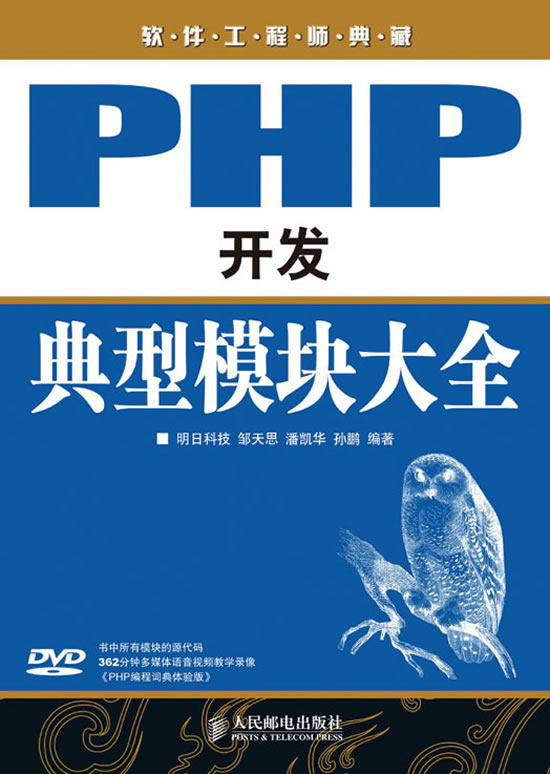 软·件·工·程·师·典·藏
PHP
开发
典型模块大全
■ 明日科技 邹天思 潘凯华 孙鹏 编著
DVD
书中所有模块的源代码
362分钟多媒体语音视频教学录像
《PHP编程词典体验版》
人民邮电出版社
POSTS & TELECOM PRESS